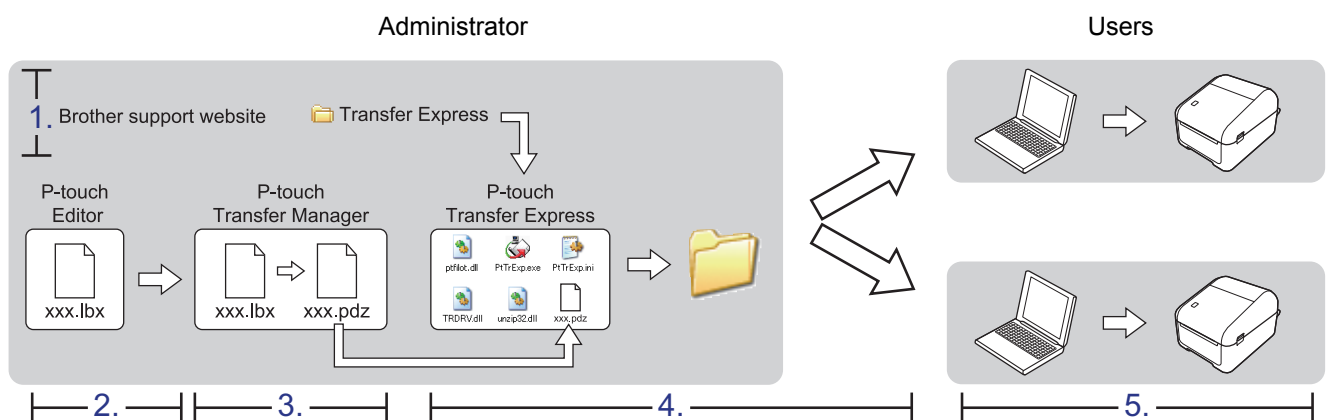 Administrator
Users
1.
Brother support website
Transfer Express
P-touch
Editor
P-touch
Transfer Manager
P-touch
Transfer Express
ptfilot.dll
PtTrExp.exe
PtTrExp.ini
xxx.lbx
xxx.lbx
xxx.pdz
TRDRV.dll
unzip32.dll
xxx.pdz
2.
3.
4.
5.